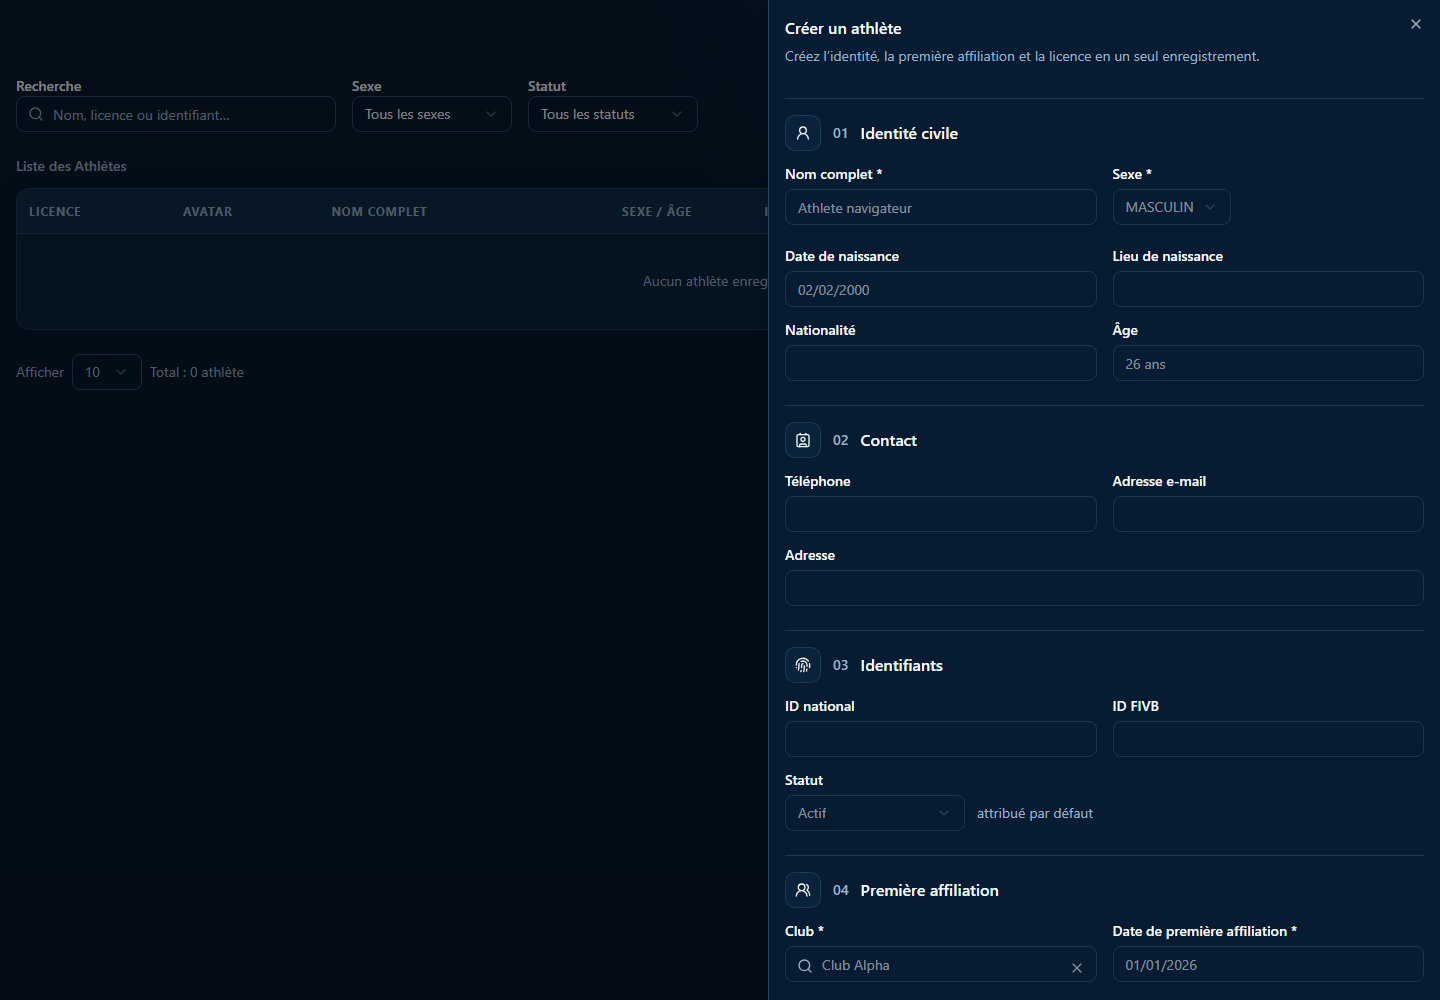 Recherche
Nom, licence ou identifiant...
Sexe
Tous les sexes
Statut
Tous les statuts
Liste des Athlètes
LICENCE AVATAR NOM COMPLET SEXE / ÂGE
Aucun athlète enreg
Afficher 10 Total : 0 athlète
Créer un athlète
Créez l'identité, la première affiliation et la licence en un seul enregistrement.
01 Identité civile
Nom complet * Sexe *
Athlete navigateur MASCULIN
Date de naissance Lieu de naissance
02/02/2000
Nationalité Âge
26 ans
02 Contact
Téléphone Adresse e-mail
Adresse
03 Identifiants
ID national ID FIVB
Statut
Actif attribué par défaut
04 Première affiliation
Club * Date de première affiliation *
Club Alpha 01/01/2026